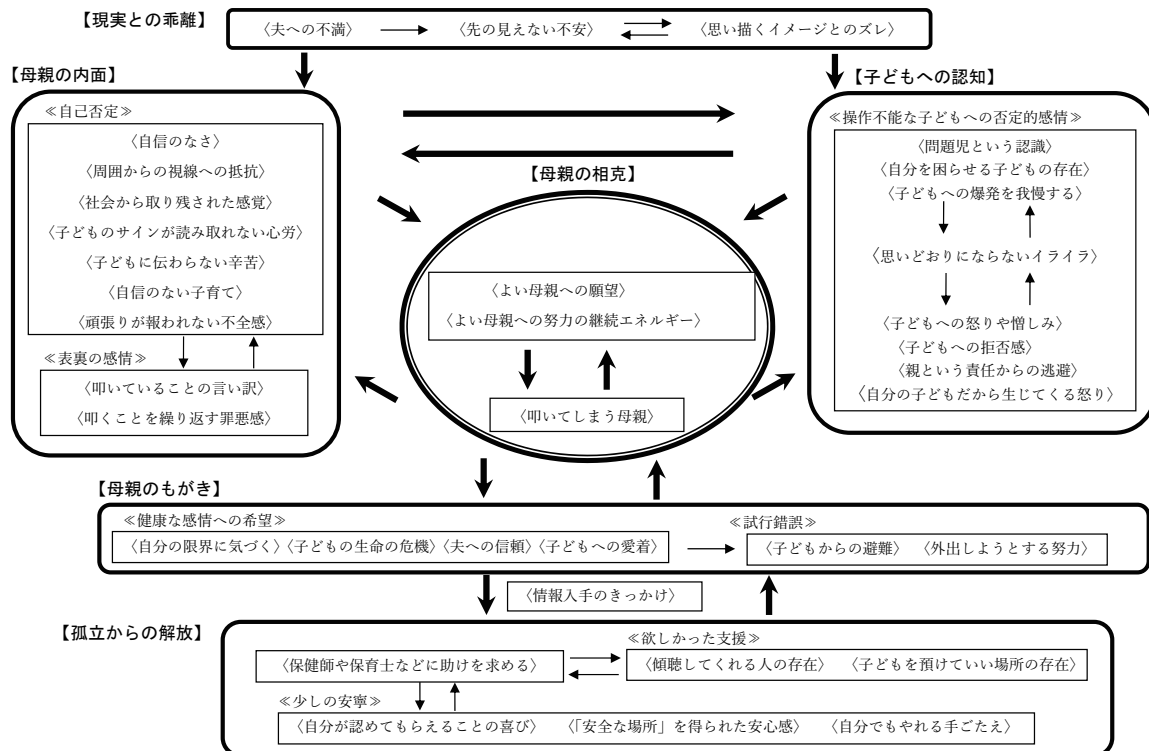 【現実との乖離】
〈夫への不満〉
〈先の見えない不安〉
〈思い描くイメージとのズレ〉
【母親の内面】
≪自己否定≫
〈自信のなさ〉
〈周囲からの視線への抵抗〉
〈社会から取り残された感覚〉
〈子どものサインが読み取れない心労〉
〈子どもに伝わらない辛苦〉
〈自信のない子育て〉
〈頑張りが報われない不全感〉
≪表裏の感情≫
〈叩いていることの言い訳〉
〈叩くことを繰り返す罪悪感〉
【子どもへの認知】
≪操作不能な子どもへの否定的感情≫
〈問題児という認識〉
〈自分を困らせる子どもの存在〉
〈子どもへの爆発を我慢する〉
〈思いどおりにならないイライラ〉
〈子どもへの怒りや憎しみ〉
〈子どもへの拒否感〉
〈親という責任からの逃避〉
〈自分の子どもだから生じてくる怒り〉
【母親の相克】
〈よい母親への願望〉
〈よい母親への努力の継続エネルギー〉
〈叩いてしまう母親〉
【母親のもがき】
≪健康な感情への希望≫
〈自分の限界に気づく〉〈子どもの生命の危機〉〈夫への信頼〉〈子どもへの愛着〉
≪試行錯誤≫
〈子どもからの避難〉 〈外出しようとする努力〉
〈情報入手のきっかけ〉
【孤立からの解放】
〈保健師や保育士などに助けを求める〉
≪欲しかった支援≫
〈傾聴してくれる人の存在〉 〈子どもを預けていい場所の存在〉
≪少しの安寧≫
〈自分が認めてもらえることの喜び〉 〈「安全な場所」を得られた安心感〉 〈自分でもやれる手ごたえ〉